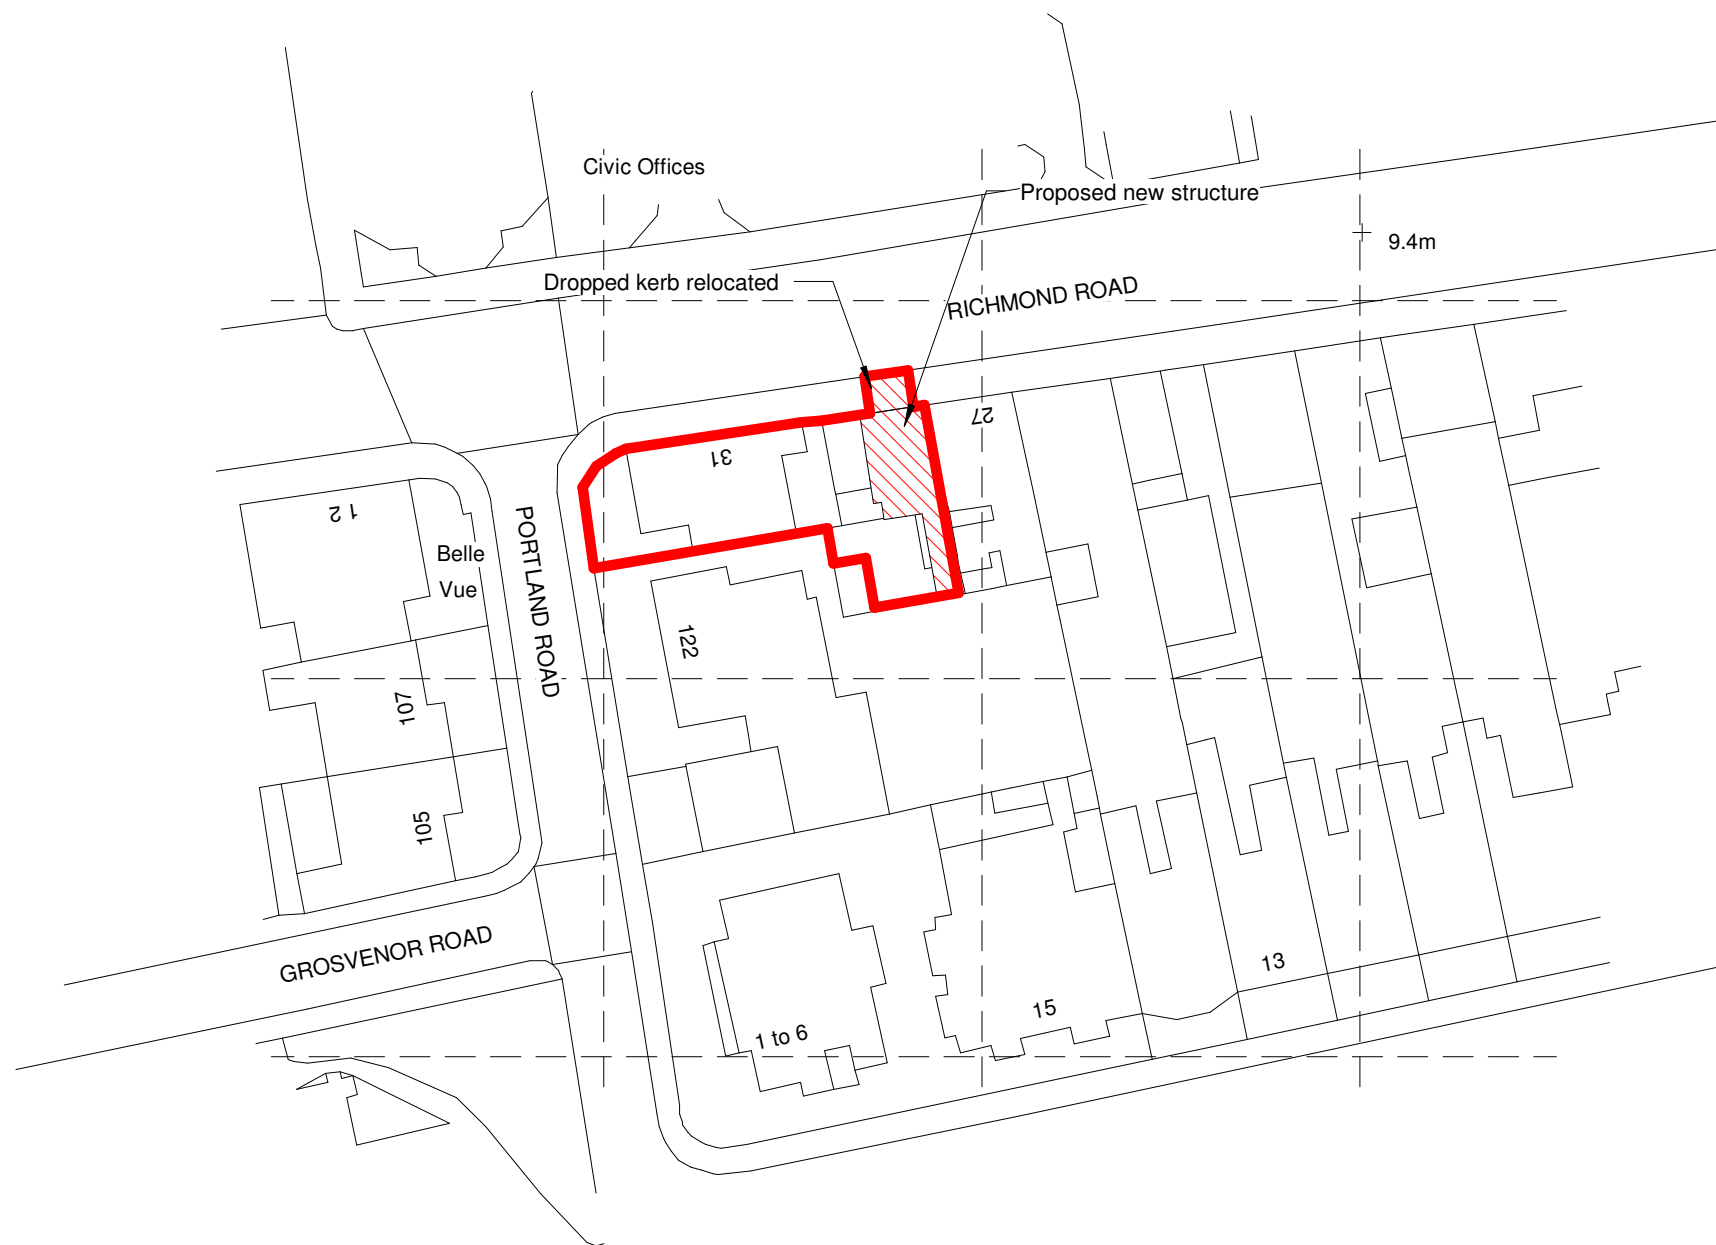 Civic Offices
Proposed new structure
9.4m
Dropped kerb relocated
RICHMOND ROAD
27
31
1 2
Belle
Vue
PORTLAND ROAD
122
107
105
GROSVENOR ROAD
13
15
1 to 6